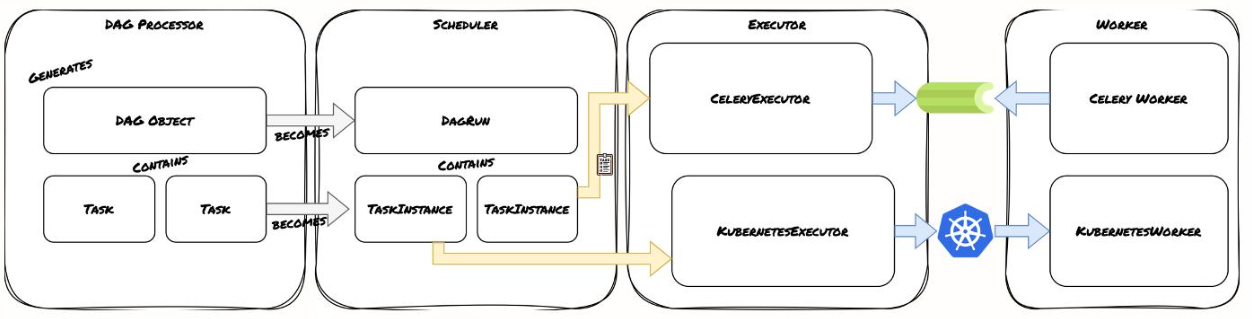 DAG Processor
Generates
DAG Object
contains
Task
Task
becomes
becomes
Scheduler
DagRun
Contains
TaskInstance
TaskInstance
Executor
CeleryExecutor
KubernetesExecutor
Worker
Celery Worker
KubernetesWorker